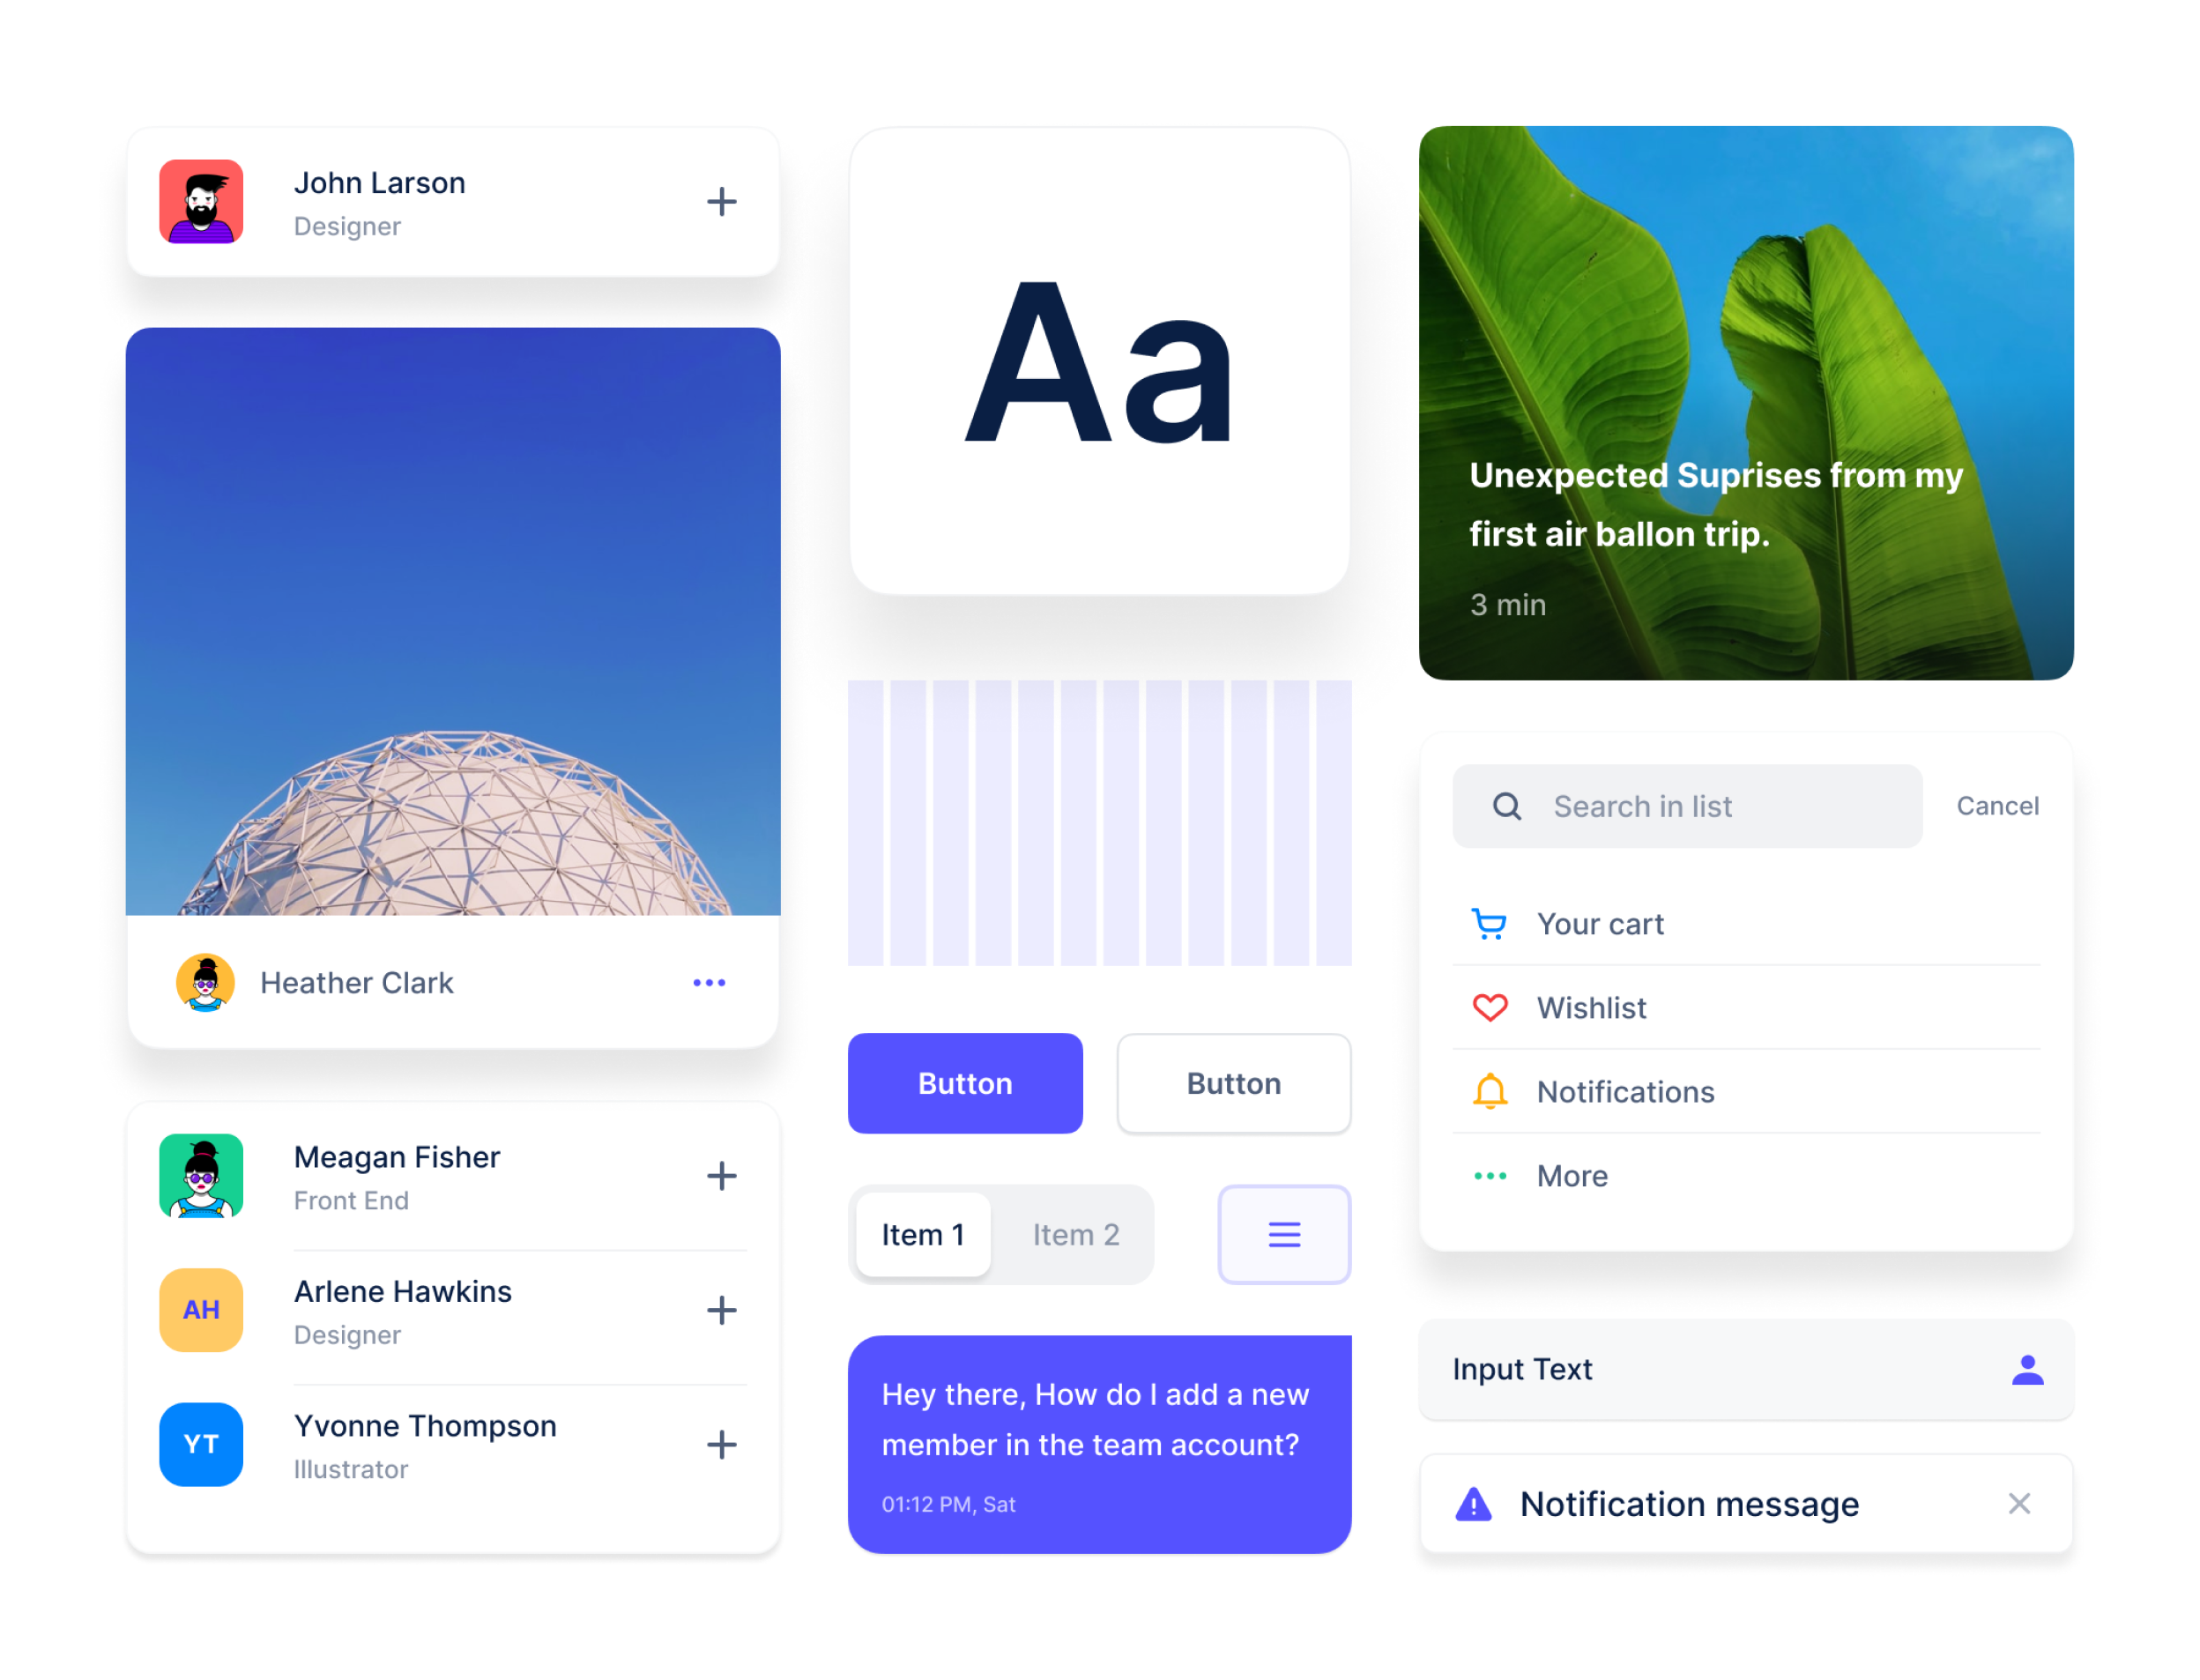 John Larson
Designer
Heather Clark
Meagan Fisher
Front End
AH
Arlene Hawkins
Designer
YT
Yvonne Thompson
Illustrator
Aa
Button
Button
Item 1
Item 2
Hey there, How do I add a new
member in the team account?
01:12 PM, Sat
Unexpected Suprises from my
first air ballon trip.
3 min
Search in list
Cancel
Your cart
Wishlist
Notifications
More
Input Text
Notification message